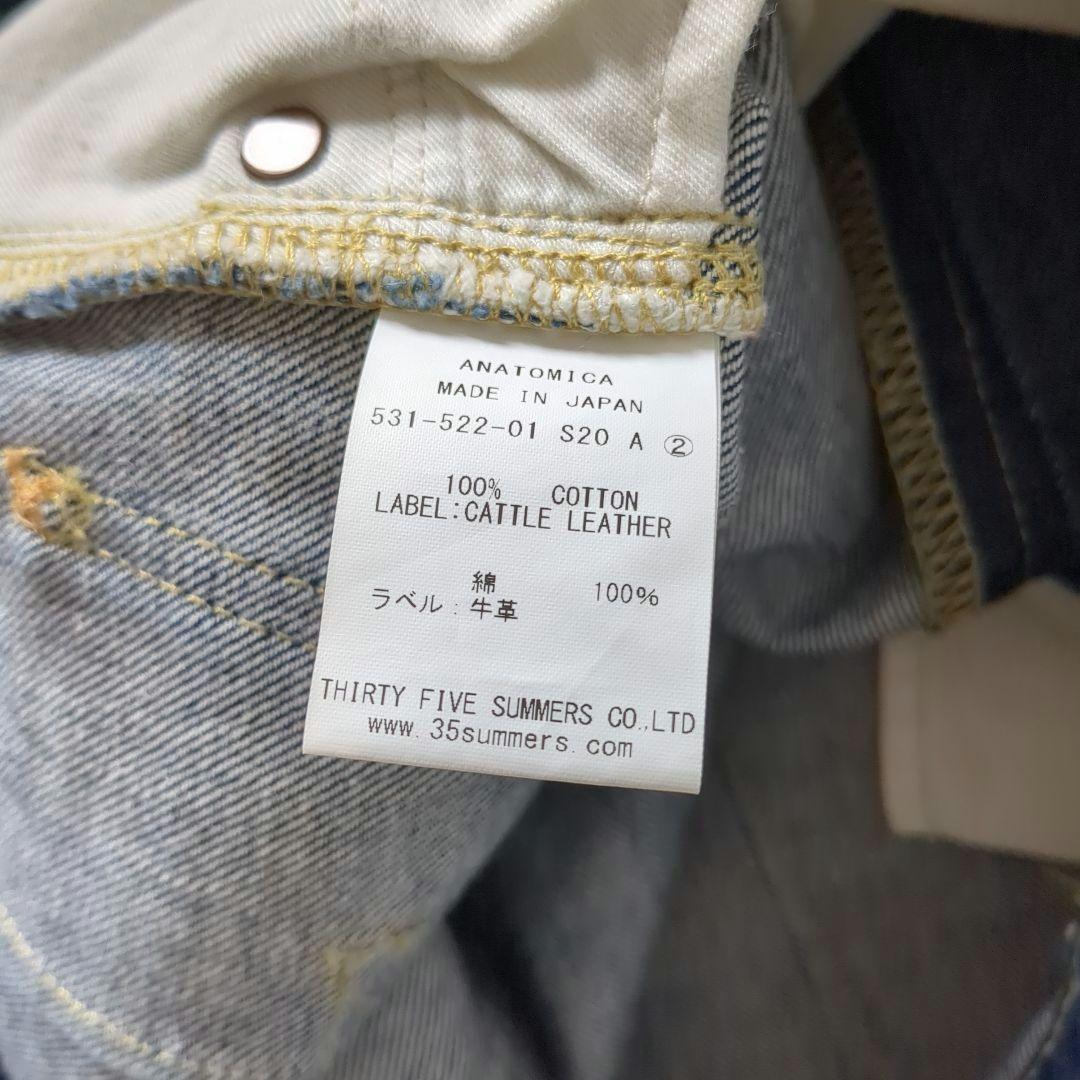 ANATOMICA
MADE IN JAPAN
531-522-01 S20 A ②
100% COTTON
LABEL:CATTLE LEATHER
綿 100%
ラベル:牛革
THIRTY FIVE SUMMERS CO.,LTD
www.35summers.com